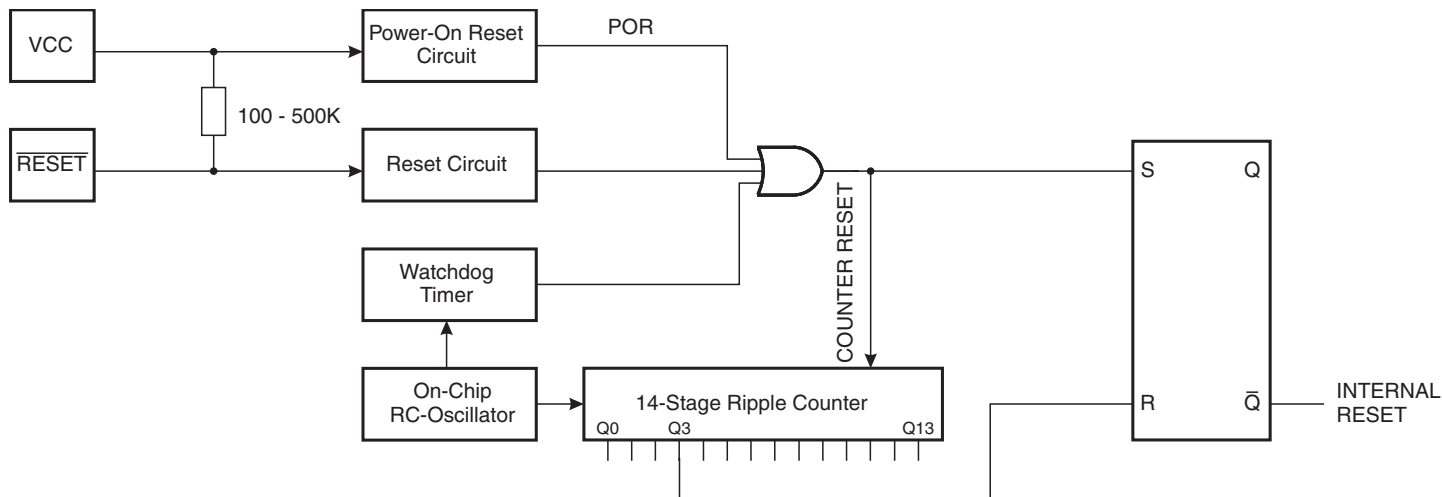 VCC
Power-On Reset
Circuit
POR
100 - 500K
RESET
Reset Circuit
S
Q
COUNTER RESET
Watchdog
Timer
On-Chip
RC-Oscillator
14-Stage Ripple Counter
Q0
Q3
Q13
R
Q̅
INTERNAL
RESET